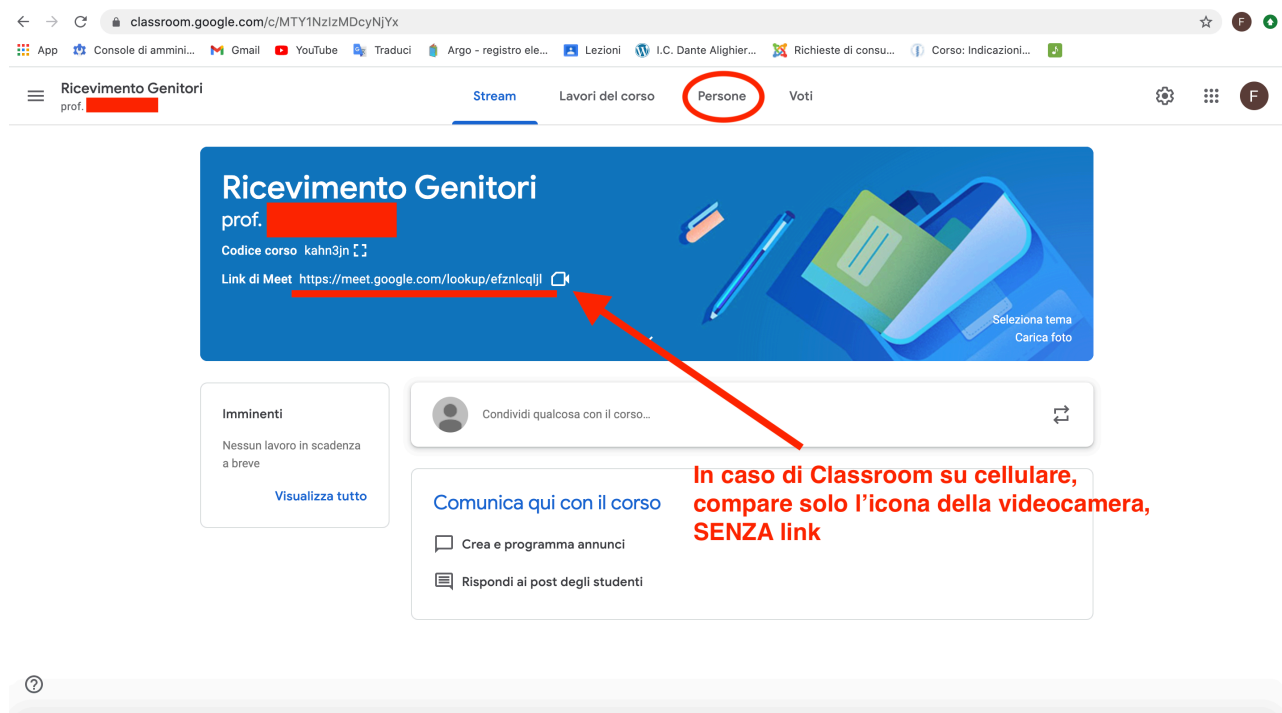 classroom.google.com/c/MTY1NzIzMDcyNjYx
F
App Console di ammini... Gmail YouTube Traduci Argo - registro ele... Lezioni I.C. Dante Alighier... Richieste di consu... Corso: Indicazioni...
Ricevimento Genitori
prof.
Stream Lavori del corso Persone Voti
F
Ricevimento Genitori
prof.
Codice corso kahn3jn
Link di Meet https://meet.google.com/lookup/efznlcqljl
Seleziona tema
Carica foto
Imminenti
Nessun lavoro in scadenza
a breve
Visualizza tutto
Condividi qualcosa con il corso...
In caso di Classroom su cellulare,
compare solo l'icona della videocamera,
SENZA link
Comunica qui con il corso
Crea e programma annunci
Rispondi ai post degli studenti